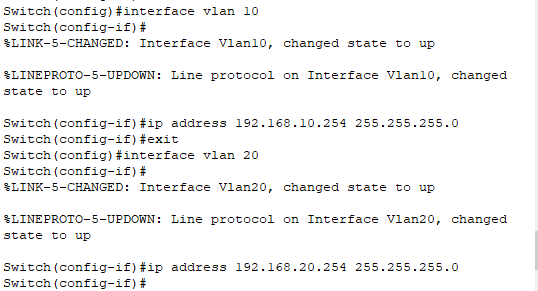 Switch(config)#interface vlan 10
Switch(config-if)#
%LINK-5-CHANGED: Interface Vlan10, changed state to up
%LINEPROTO-5-UPDOWN: Line protocol on Interface Vlan10, changed
state to up
Switch(config-if)#ip address 192.168.10.254 255.255.255.0
Switch(config-if)#exit
Switch(config)#interface vlan 20
Switch(config-if)#
%LINK-5-CHANGED: Interface Vlan20, changed state to up
%LINEPROTO-5-UPDOWN: Line protocol on Interface Vlan20, changed
state to up
Switch(config-if)#ip address 192.168.20.254 255.255.255.0
Switch(config-if)#